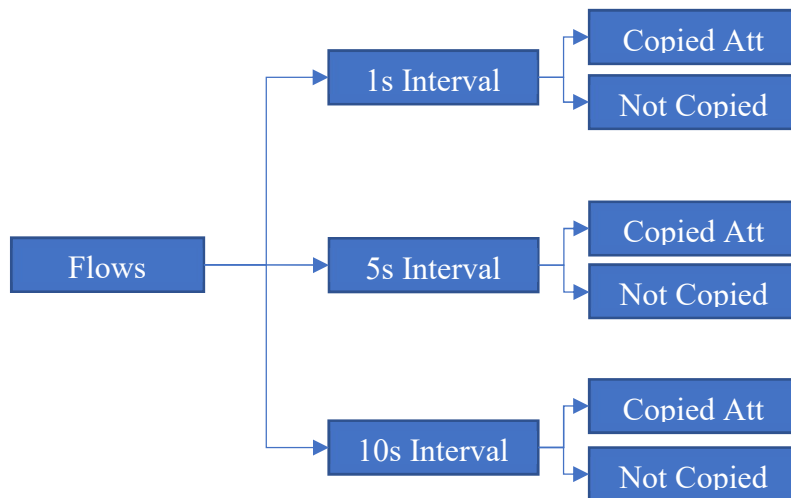 Copied Att
1s Interval
Not Copied
Copied Att
Flows
5s Interval
Not Copied
Copied Att
10s Interval
Not Copied